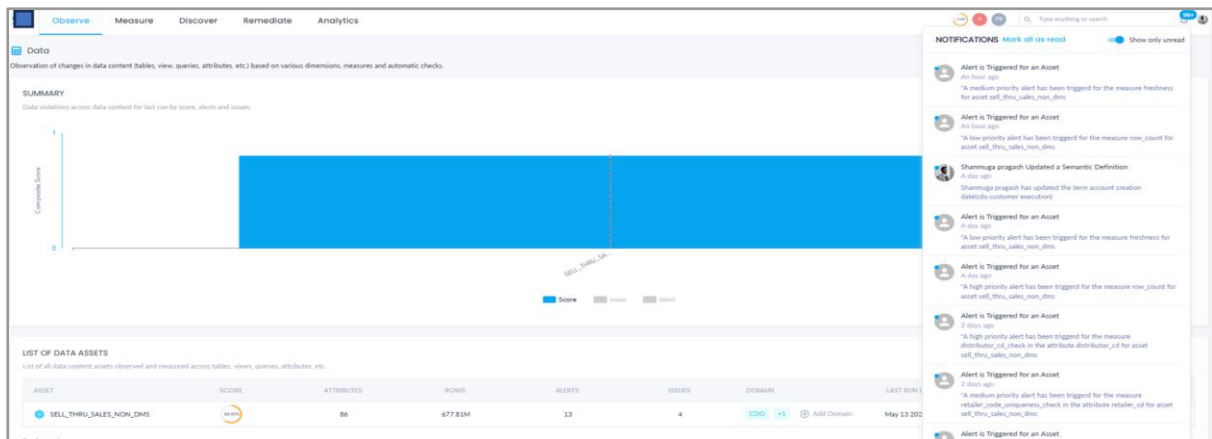 Observe Measure Discover Remediate Analytics
Type anything to search
99+
Data
Observation of changes in data content (tables, view, queries, attributes, etc.) based on various dimensions, measures and automatic checks.
SUMMARY
Data violations across data content for last run by score, alerts and issues.
1
Composite Score
0
SELL_THRU_SA...
Score Issue Alert
LIST OF DATA ASSETS
List of all data content assets observed and measured across tables, views, queries, attributes, etc.
ASSET SCORE ATTRIBUTES ROWS ALERTS ISSUES DOMAIN LAST RUN D
SELL_THRU_SALES_NON_DMS 86 677.81M 13 4 CDO +1 Add Domain May 13 202
NOTIFICATIONS Mark all as read Show only unread
Alert is Triggered for an Asset
An hour ago
"A medium priority alert has been triggerd for the measure freshness
for asset sell_thru_sales_non_dms
Alert is Triggered for an Asset
An hour ago
"A low priority alert has been triggerd for the measure row_count for
asset sell_thru_sales_non_dms
Shanmuga pragash Updated a Semantic Definition
A day ago
Shanmuga pragash has updated the term account creation
date(cdo.customer execution)
Alert is Triggered for an Asset
A day ago
"A low priority alert has been triggerd for the measure freshness for
asset sell_thru_sales_non_dms
Alert is Triggered for an Asset
A day ago
"A high priority alert has been triggerd for the measure row_count for
asset sell_thru_sales_non_dms
Alert is Triggered for an Asset
2 days ago
"A high priority alert has been triggerd for the measure
distributor_cd_check in the attribute distributor_cd for asset
sell_thru_sales_non_dms
Alert is Triggered for an Asset
2 days ago
"A medium priority alert has been triggerd for the measure
retailer_code_uniqueness_check in the attribute retailer_cd for asset
sell_thru_sales_non_dms
Alert is Triggered for an Asset